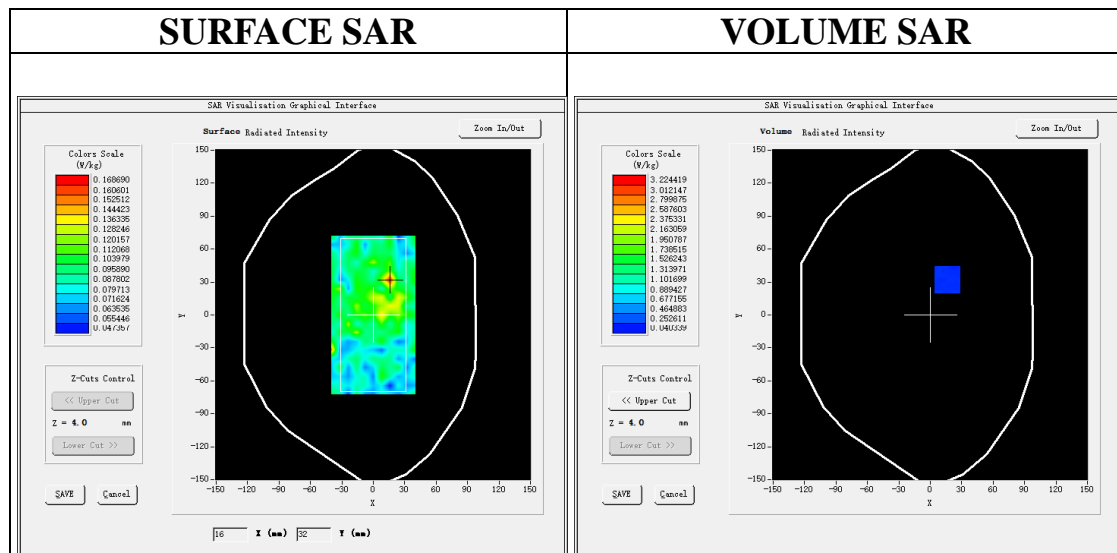 SURFACE SAR
VOLUME SAR
SAR Visualisation Graphical Interface
Surface Radiated Intensity
Zoom In/Out
Colors Scale
(W/kg)
0.168690
0.160601
0.152512
0.144423
0.136335
0.128246
0.120157
0.112068
0.103979
0.095890
0.087802
0.079713
0.071624
0.063535
0.055446
0.047357
150
120
90
60
30
0
-30
-60
-90
-120
-150
Y
-150 -120 -90 -60 -30 0 30 60 90 120 150
X
Z-Cuts Control
<< Upper Cut
Z = 4.0 mm
Lower Cut >>
SAVE Cancel
16 X (mm) 32 Y (mm)
SAR Visualisation Graphical Interface
Volume Radiated Intensity
Zoom In/Out
Colors Scale
(W/kg)
3.224419
3.012147
2.799875
2.587603
2.375331
2.163059
1.950787
1.738515
1.526243
1.313971
1.101699
0.889427
0.677155
0.464883
0.252611
0.040339
150
120
90
60
30
0
-30
-60
-90
-120
-150
Y
-150 -120 -90 -60 -30 0 30 60 90 120 150
X
Z-Cuts Control
<< Upper Cut
Z = 4.0 mm
Lower Cut >>
SAVE Cancel